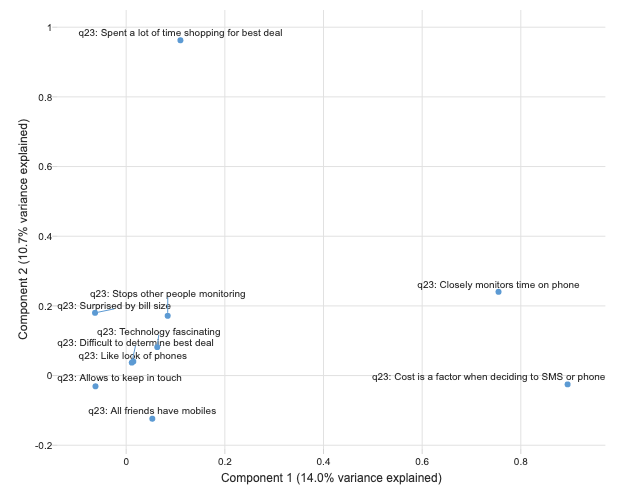 1
q23: Spent a lot of time shopping for best deal
0.8
0.6
0.4
q23: Closely monitors time on phone
q23: Stops other people monitoring
0.2
q23: Surprised by bill size
q23: Technology fascinating
q23: Difficult to determine best deal
q23: Like look of phones
0
q23: Allows to keep in touch
q23: Cost is a factor when deciding to SMS or phone
q23: All friends have mobiles
-0.2
0 0.2 0.4 0.6 0.8
Component 1 (14.0% variance explained)
Component 2 (10.7% variance explained)